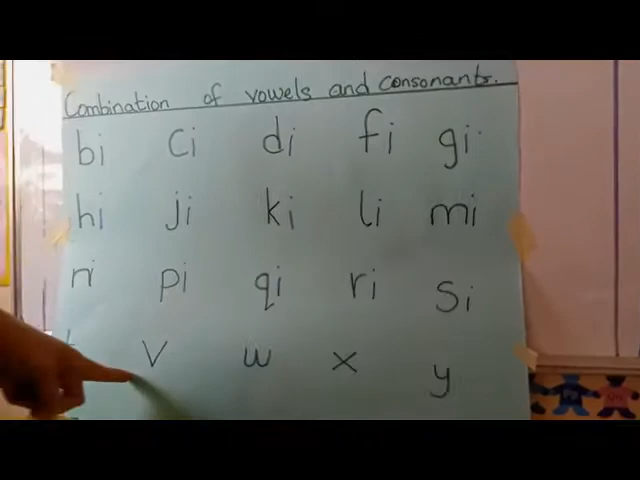 Combination of vowels and consonants.
bi ci di fi gi
hi ji ki li mi
ni pi qi ri si
v w x y